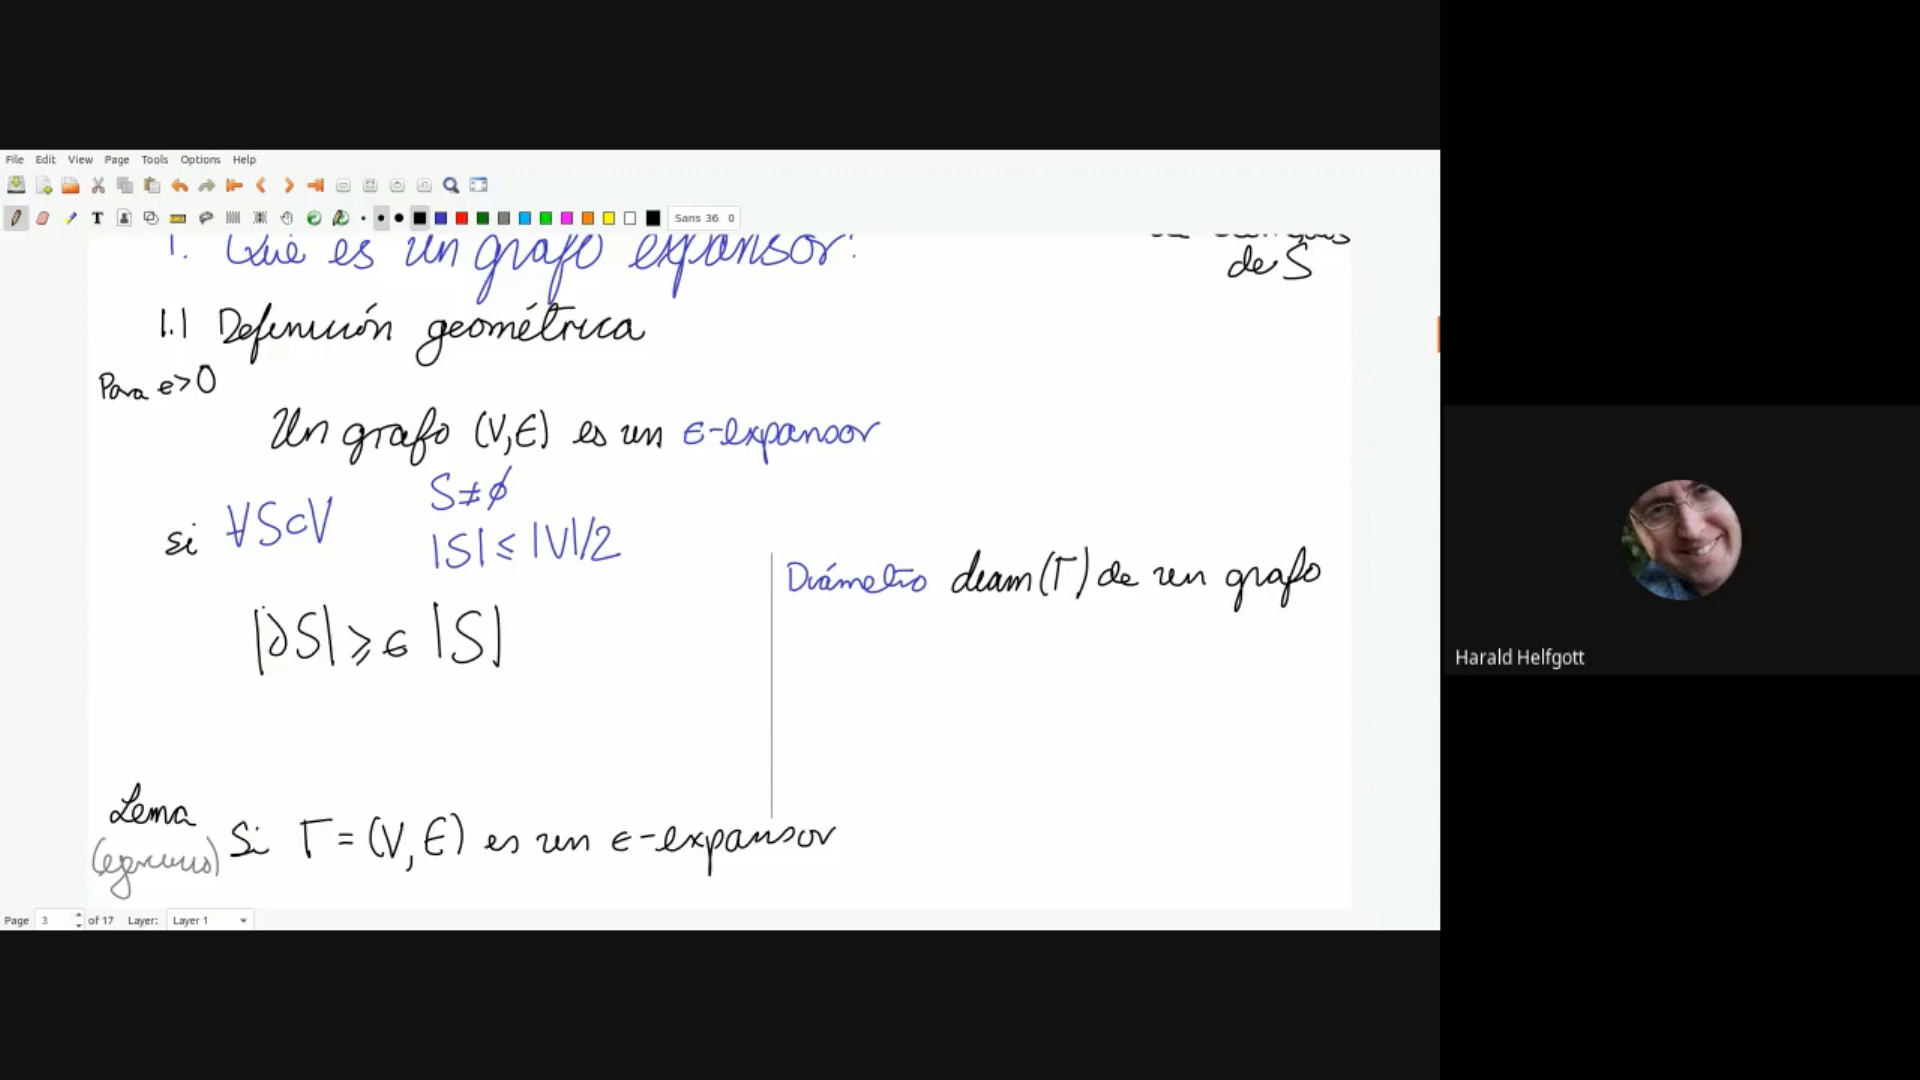 File Edit View Page Tools Options Help
Sans 36 0
1. Qué es un grafo expansor?
de S
1.1 Definición geométrica
Para ϵ>0
Un grafo (V,E) es un ϵ-expansor
si ∀S⊂V
S≠∅
|S|≤|V|/2
|∂S|≥ϵ|S|
Diámetro diam(Γ) de un grafo
Lema
(ejercicio)
Si Γ=(V,E) es un ϵ-expansor
Harald Helfgott
Page 3 of 17 Layer: Layer 1